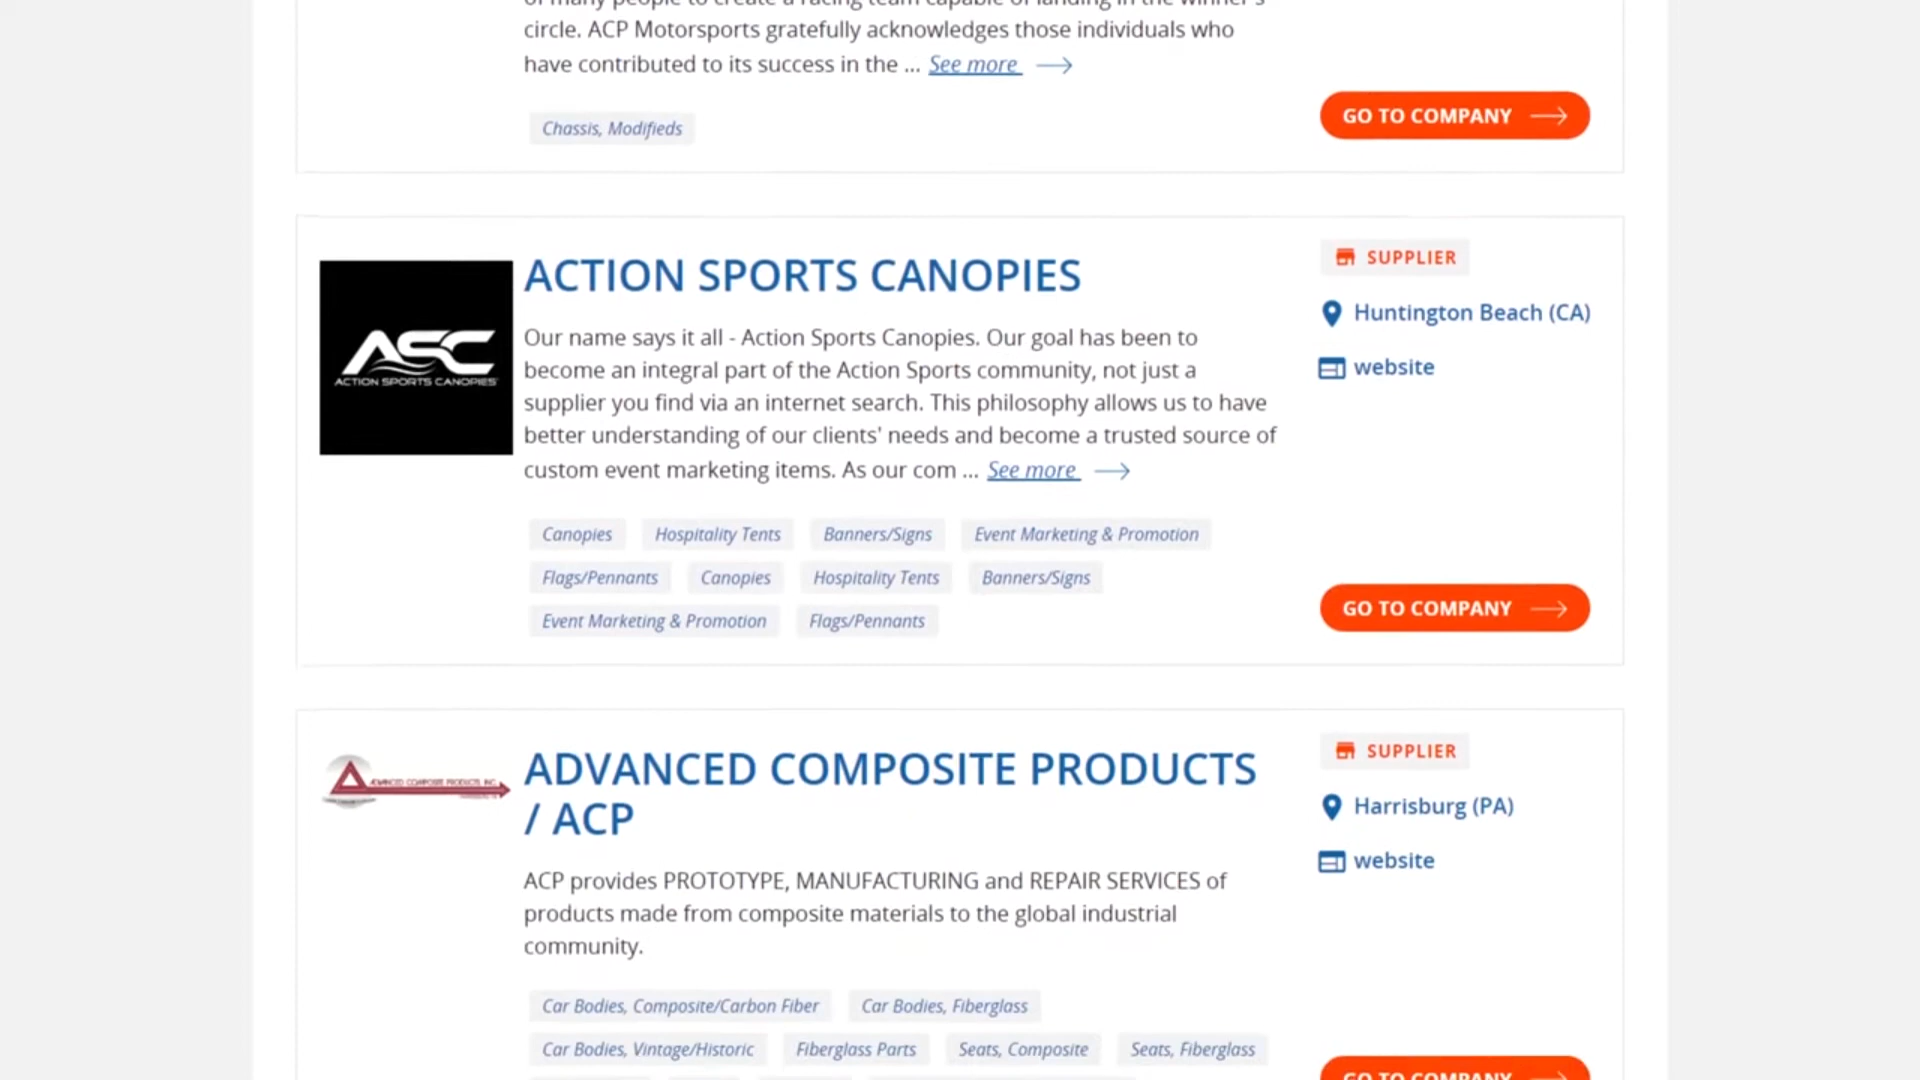 circle. ACP Motorsports gratefully acknowledges those individuals who
have contributed to its success in the ... See more
GO TO COMPANY
Chassis, Modifieds
SUPPLIER
ACTION SPORTS CANOPIES
Huntington Beach (CA)
ASC
ACTION SPORTS CANOPIES
Our name says it all - Action Sports Canopies. Our goal has been to
become an integral part of the Action Sports community, not just a
website
supplier you find via an internet search. This philosophy allows us to have
better understanding of our clients' needs and become a trusted source of
custom event marketing items. As our com ... See more
Canopies Hospitality Tents Banners/Signs Event Marketing & Promotion
Flags/Pennants Canopies Hospitality Tents Banners/Signs
GO TO COMPANY
Event Marketing & Promotion Flags/Pennants
SUPPLIER
ADVANCED COMPOSITE PRODUCTS
/ ACP
ADVANCED COMPOSITE PRODUCTS, INC.
Harrisburg (PA)
website
ACP provides PROTOTYPE, MANUFACTURING and REPAIR SERVICES of
products made from composite materials to the global industrial
community.
Car Bodies, Composite/Carbon Fiber Car Bodies, Fiberglass
Car Bodies, Vintage/Historic Fiberglass Parts Seats, Composite Seats, Fiberglass
GO TO COMPANY